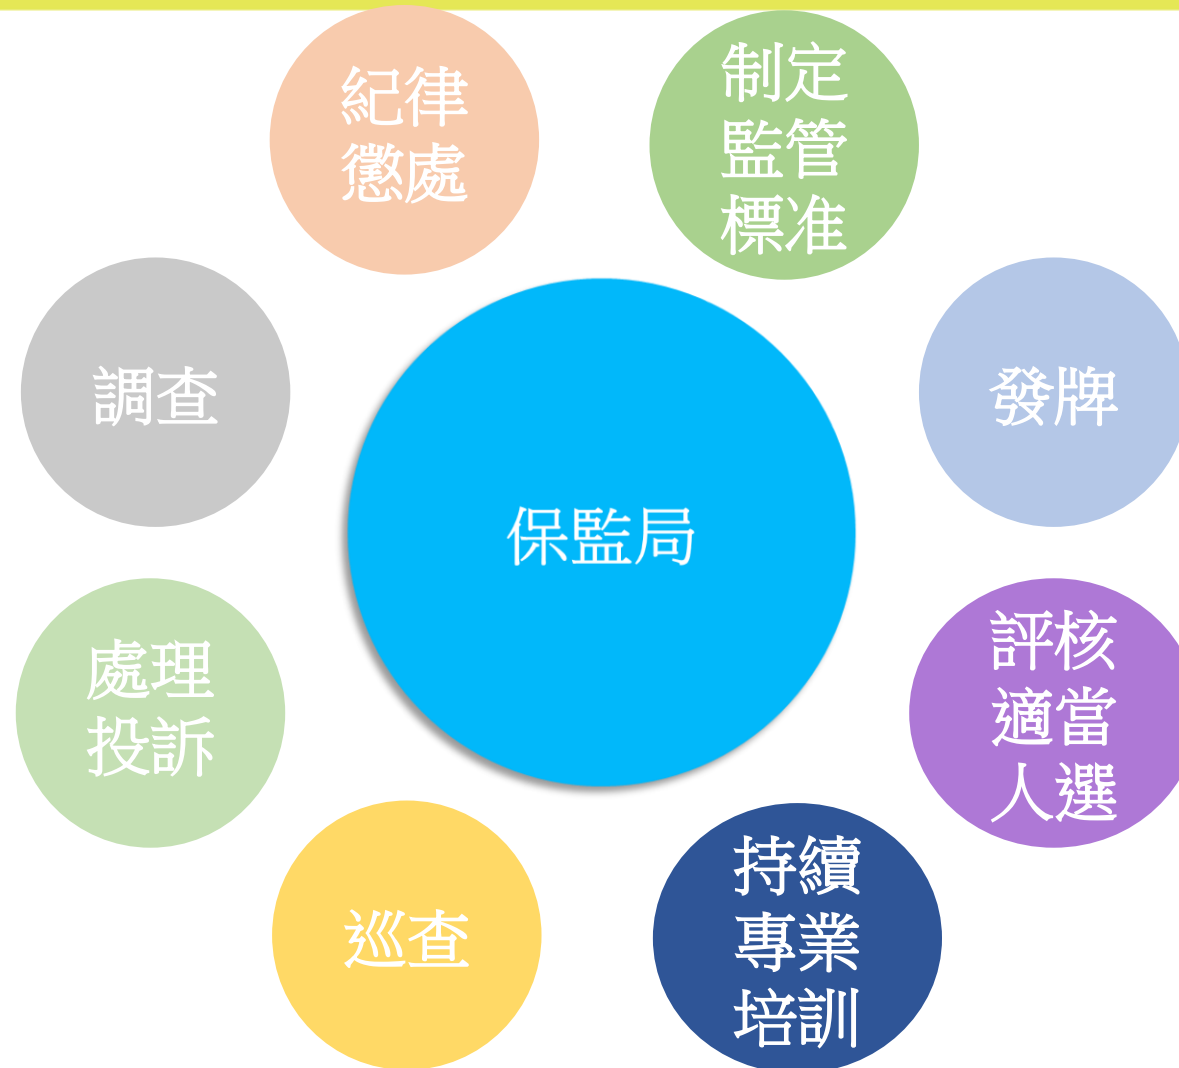 紀律
懲處
制定
監管
標准
調查
發牌
保監局
處理
投訴
評核
適當
人選
巡查
持續
專業
培訓